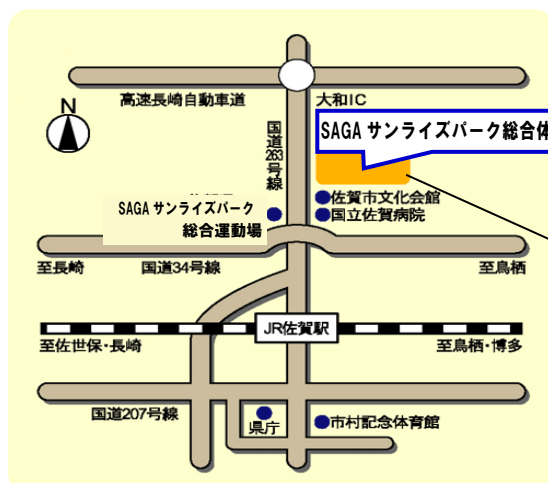 N
高速長崎自動車道
大和IC
国道263号線
SAGA サンライズパーク総合体
佐賀市文化会館
国立佐賀病院
SAGA サンライズパーク
総合運動場
至長崎
国道34号線
至鳥栖
JR佐賀駅
至佐世保・長崎
至鳥栖・博多
国道207号線
県庁
市村記念体育館